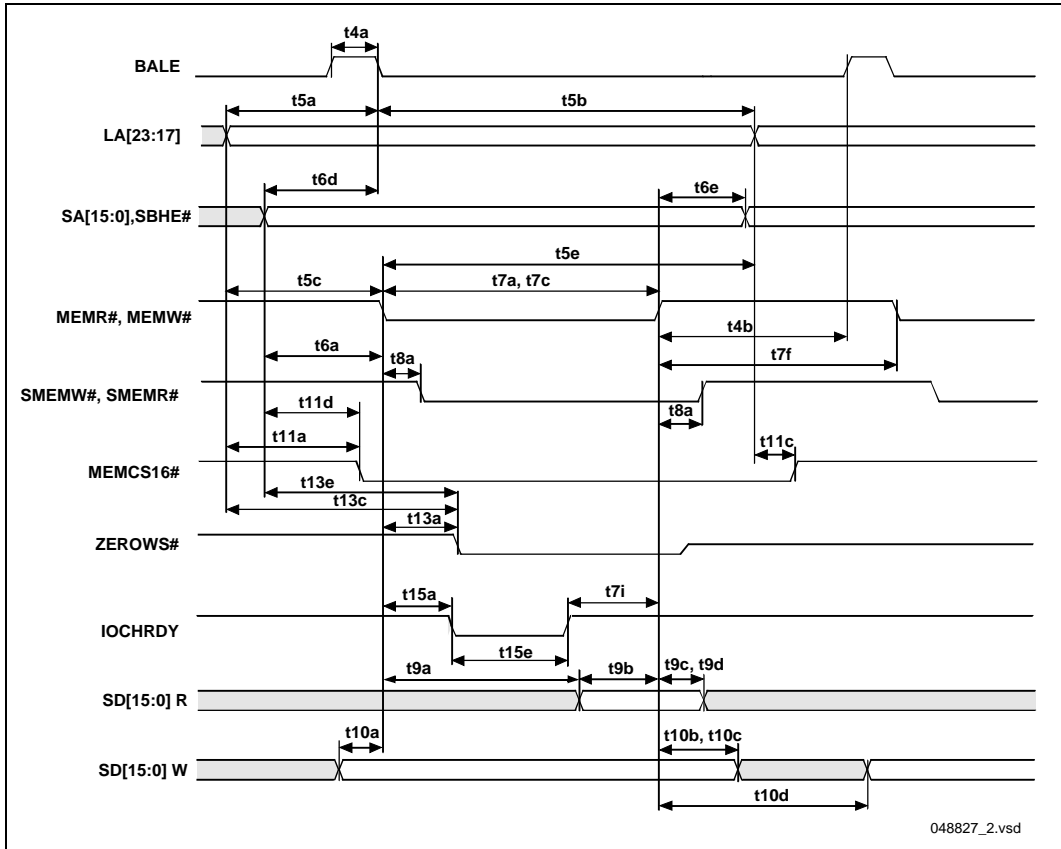 t4a
BALE
t5a
t5b
LA[23:17]
t6d
t6e
SA[15:0],SBHE#
t5e
t5c
t7a, t7c
MEMR#, MEMW#
t4b
t6a
t7f
t8a
SMEMW#, SMEMR#
t11d
t8a
t11a
t11c
MEMCS16#
t13e
t13c
t13a
ZEROWS#
t15a
t7i
IOCHRDY
t15e
t9a
t9b
t9c, t9d
SD[15:0] R
t10a
t10b, t10c
SD[15:0] W
t10d
048827_2.vsd